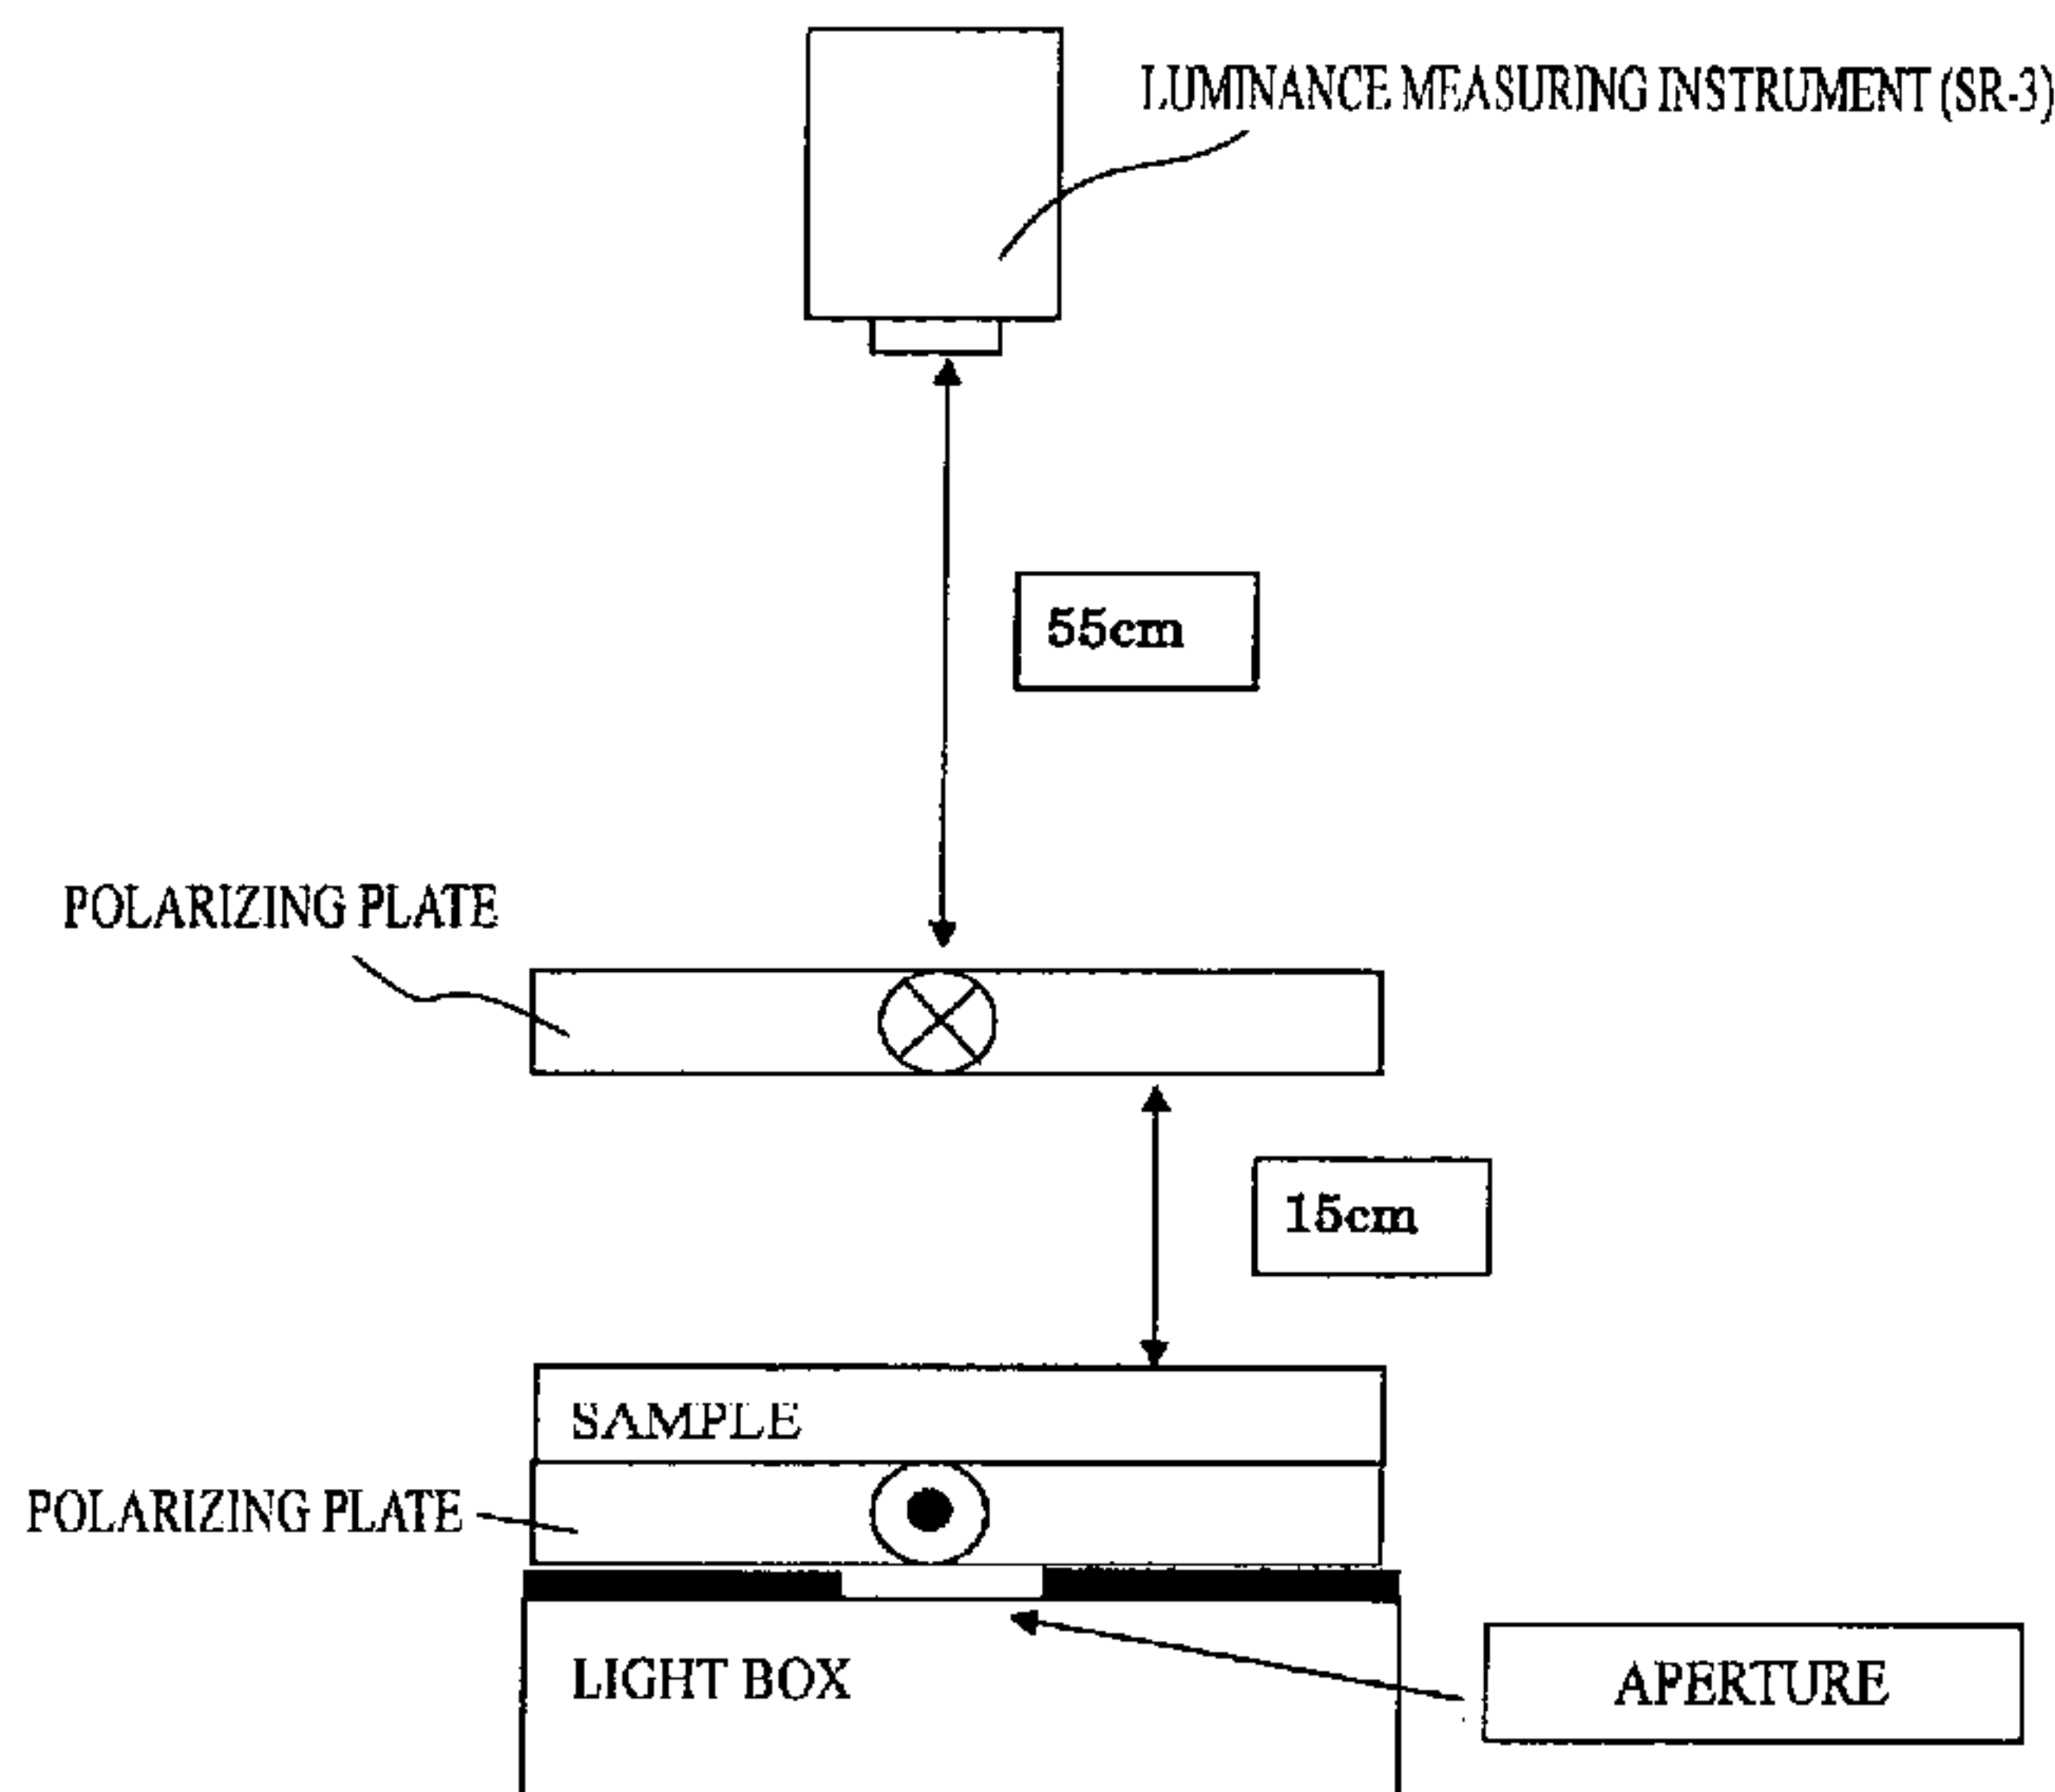 LUMINANCE MEASURING INSTRUMENT (SR-3)
55cm
POLARIZING PLATE
15cm
SAMPLE
POLARIZING PLATE
LIGHT BOX
APERTURE